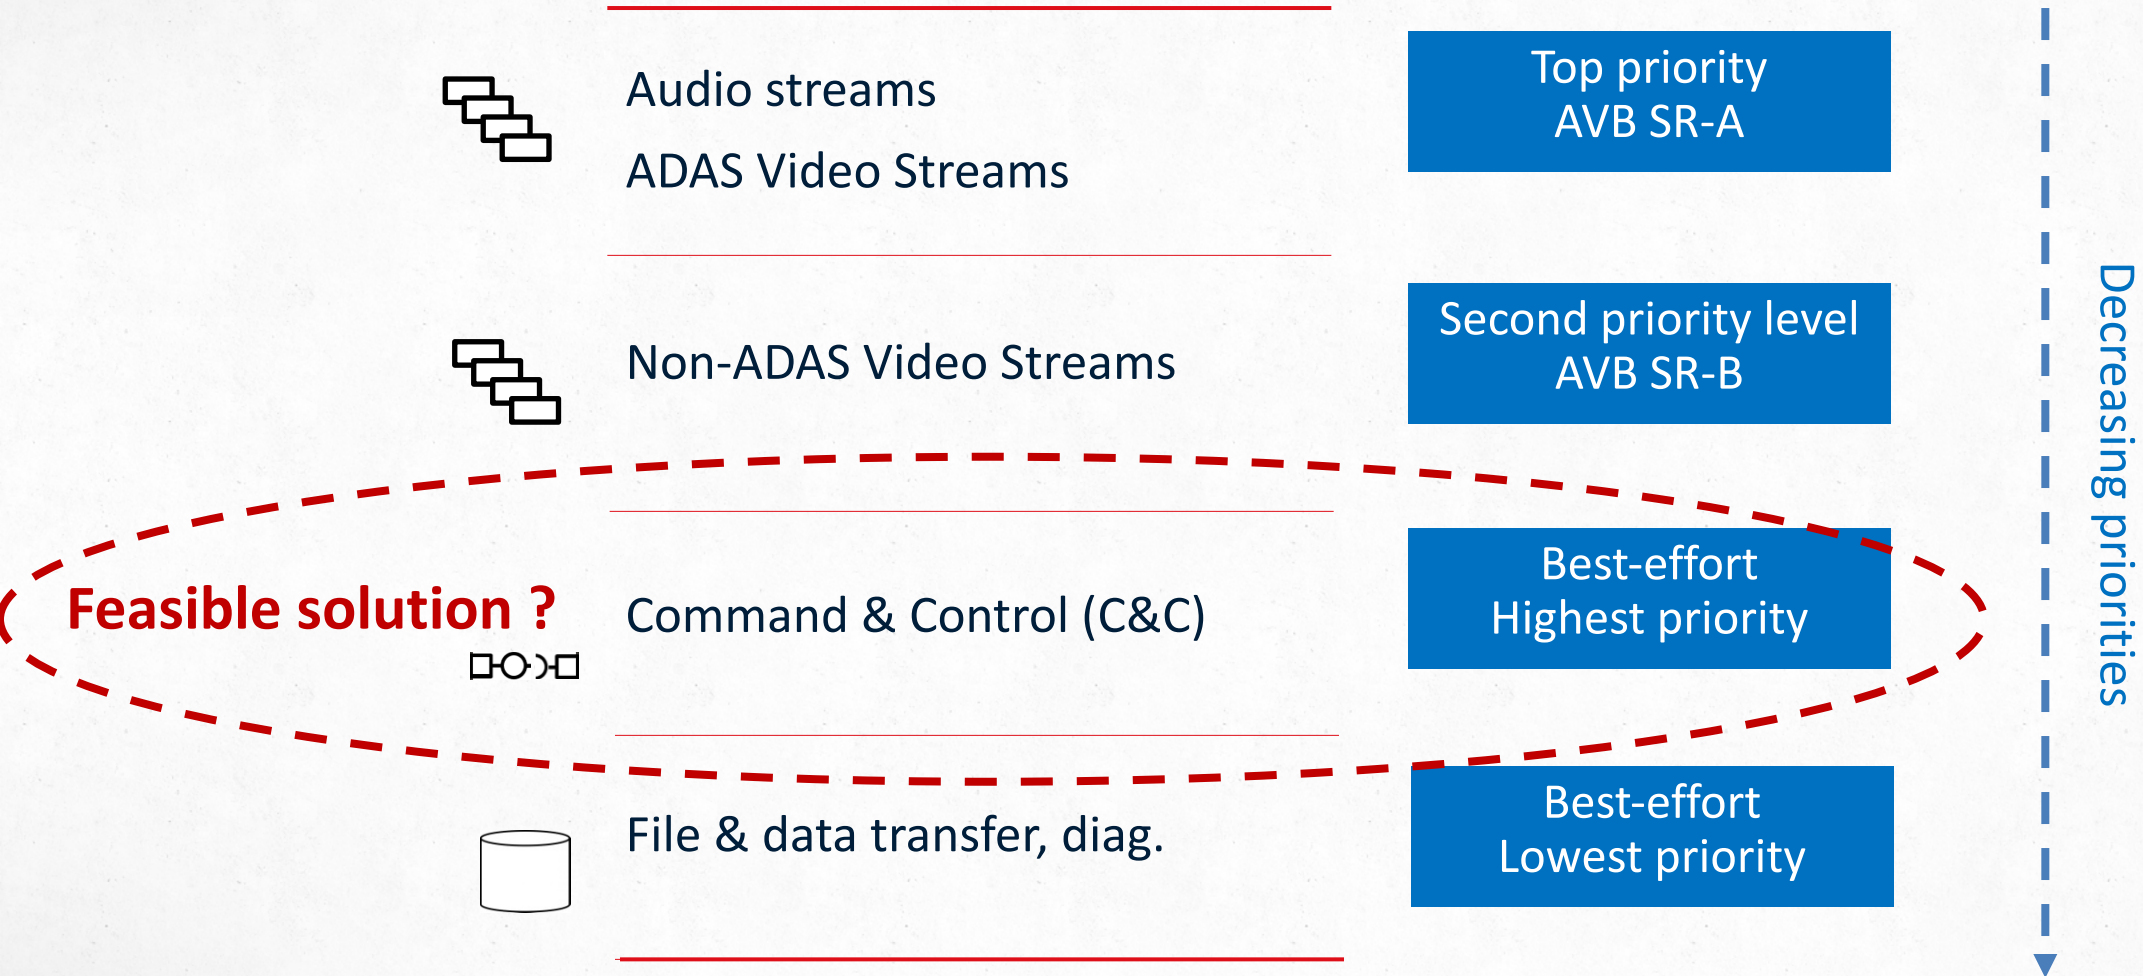 Audio streams
ADAS Video Streams
Top priority
AVB SR-A
Non-ADAS Video Streams
Second priority level
AVB SR-B
Feasible solution ?
Command & Control (C&C)
Best-effort
Highest priority
File & data transfer, diag.
Best-effort
Lowest priority
Decreasing priorities